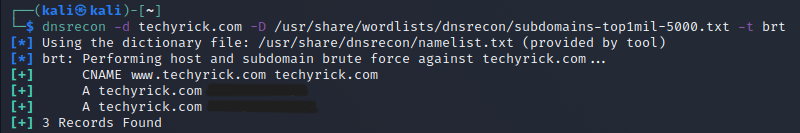 ┌──(kali㉿kali)-[~]
└─$ dnsrecon -d techyrick.com -D /usr/share/wordlists/dnsrecon/subdomains-top1mil-5000.txt -t brt
[*] Using the dictionary file: /usr/share/dnsrecon/namelist.txt (provided by tool)
[*] brt: Performing host and subdomain brute force against techyrick.com...
[+] CNAME www.techyrick.com techyrick.com
[+] A techyrick.com
[+] A techyrick.com
[+] 3 Records Found